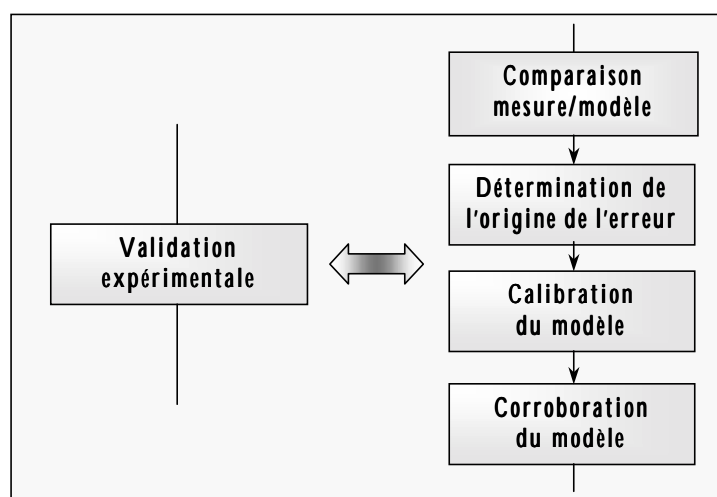 Comparaison
mesure/modèle
Détermination de
l'origine de l'erreur
Validation
expérimentale
Calibration
du modèle
Corroboration
du modèle